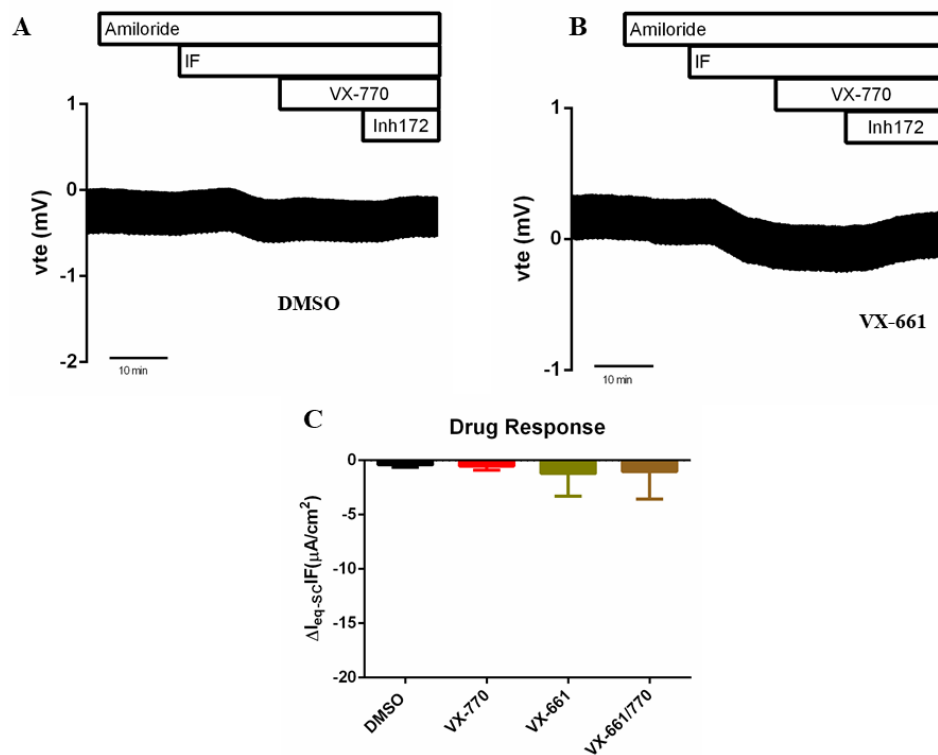 A
Amiloride
IF
VX-770
Inh172
1
0
-1
-2
vte (mV)
DMSO
10 min
B
Amiloride
IF
VX-770
Inh172
1
0
-1
vte (mV)
VX-661
10 min
C
Drug Response
0
-5
-10
-15
-20
ΔIeq-SCIF(μA/cm²)
DMSO
VX-770
VX-661
VX-661/770